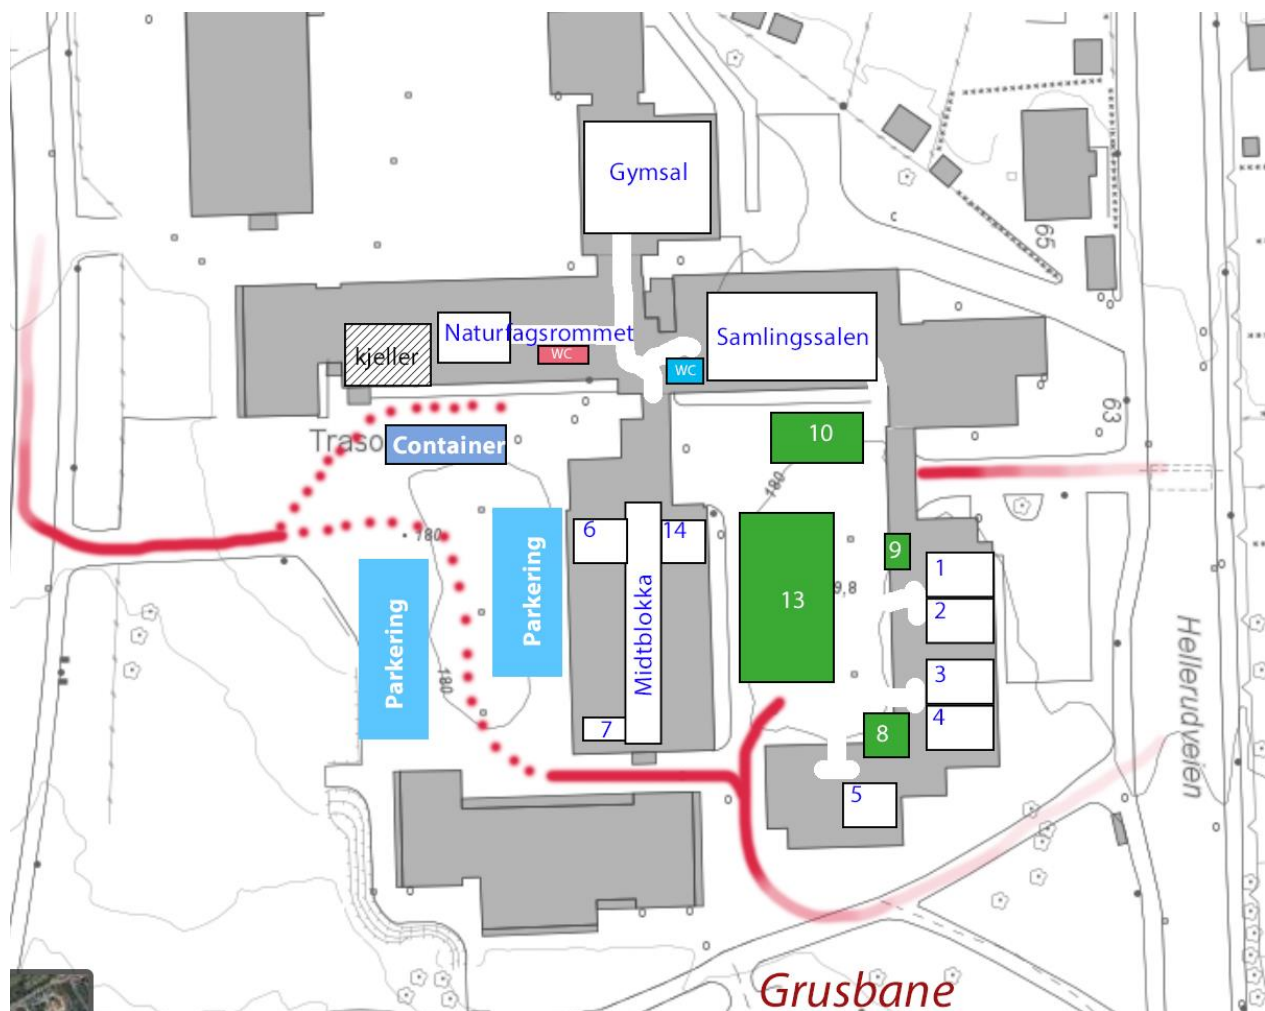 Gymsal
65
Naturfagsrommet
Samlingssalen
kjeller
WC
WC
63
Container
10
180
180
6
14
9
Parkering
1
13
9,8
2
Parkering
Midtblokka
Hellerudveien
3
180
4
7
8
5
Grusbane